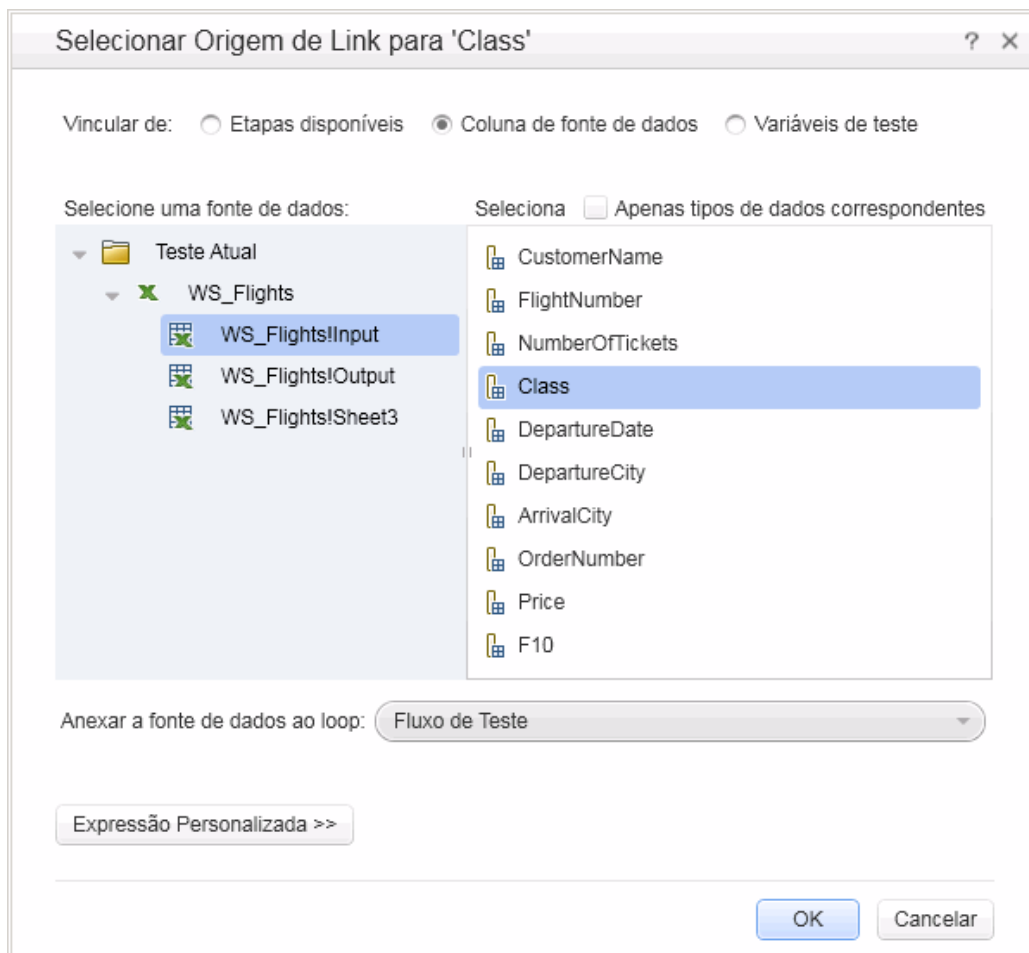 Selecionar Origem de Link para 'Class' ? ×
Vincular de: Etapas disponíveis Coluna de fonte de dados Variáveis de teste
Selecione uma fonte de dados: Seleciona Apenas tipos de dados correspondentes
Teste Atual
WS_Flights
WS_Flights!Input
WS_Flights!Output
WS_Flights!Sheet3
CustomerName
FlightNumber
NumberOfTickets
Class
DepartureDate
DepartureCity
ArrivalCity
OrderNumber
Price
F10
Anexar a fonte de dados ao loop: Fluxo de Teste
Expressão Personalizada >>
OK Cancelar